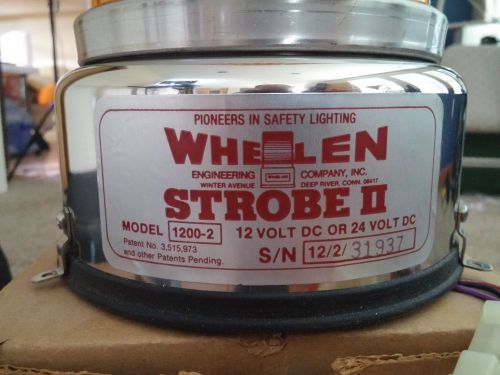 PIONEERS IN SAFETY LIGHTING
WHELEN
ENGINEERING COMPANY, INC.
WINTER AVENUE DEEP RIVER, CONN. 06417
STROBE II
MODEL 1200-2 12 VOLT DC OR 24 VOLT DC
Patent No. 3,515,973
and other Patents Pending.
S/N 12/2/31937